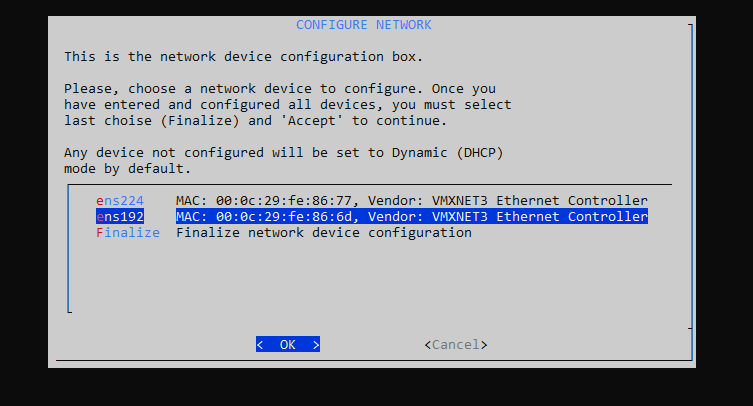 CONFIGURE NETWORK
This is the network device configuration box.
Please, choose a network device to configure. Once you
have entered and configured all devices, you must select
last choise (Finalize) and 'Accept' to continue.
Any device not configured will be set to Dynamic (DHCP)
mode by default.
ens224 MAC: 00:0c:29:fe:86:77, Vendor: VMXNET3 Ethernet Controller
ens192 MAC: 00:0c:29:fe:86:6d, Vendor: VMXNET3 Ethernet Controller
Finalize Finalize network device configuration
< OK > <Cancel>